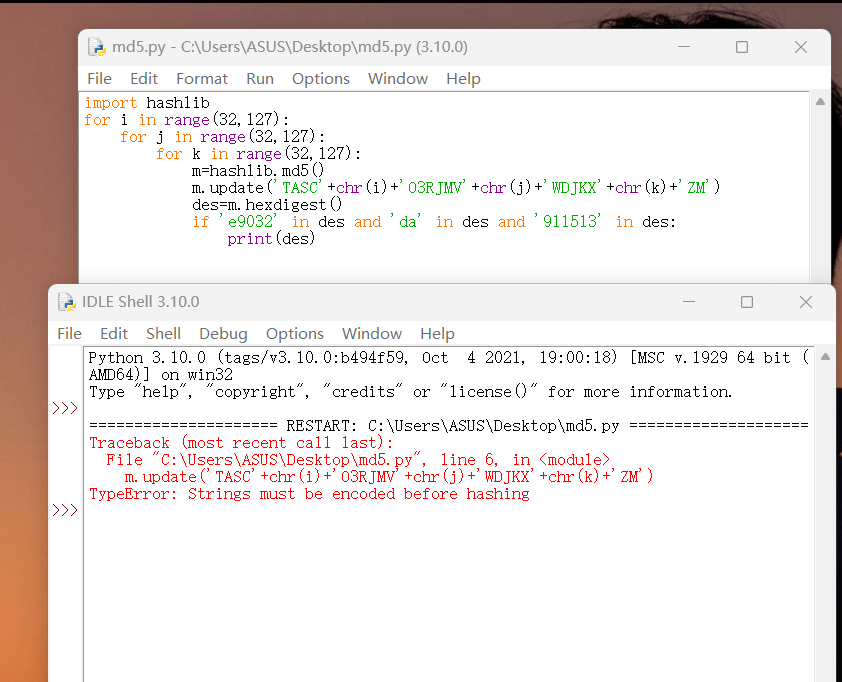 md5.py - C:\Users\ASUS\Desktop\md5.py (3.10.0)
File Edit Format Run Options Window Help
import hashlib
for i in range(32,127):
    for j in range(32,127):
        for k in range(32,127):
            m=hashlib.md5()
            m.update('TASC'+chr(i)+'O3RJMV'+chr(j)+'WDJKX'+chr(k)+'ZM')
            des=m.hexdigest()
            if 'e9032' in des and 'da' in des and '911513' in des:
                print(des)
IDLE Shell 3.10.0
File Edit Shell Debug Options Window Help
Python 3.10.0 (tags/v3.10.0:b494f59, Oct  4 2021, 19:00:18) [MSC v.1929 64 bit (
AMD64)] on win32
Type "help", "copyright", "credits" or "license()" for more information.
>>>
===================== RESTART: C:\Users\ASUS\Desktop\md5.py ====================
Traceback (most recent call last):
  File "C:\Users\ASUS\Desktop\md5.py", line 6, in <module>
    m.update('TASC'+chr(i)+'O3RJMV'+chr(j)+'WDJKX'+chr(k)+'ZM')
TypeError: Strings must be encoded before hashing
>>>